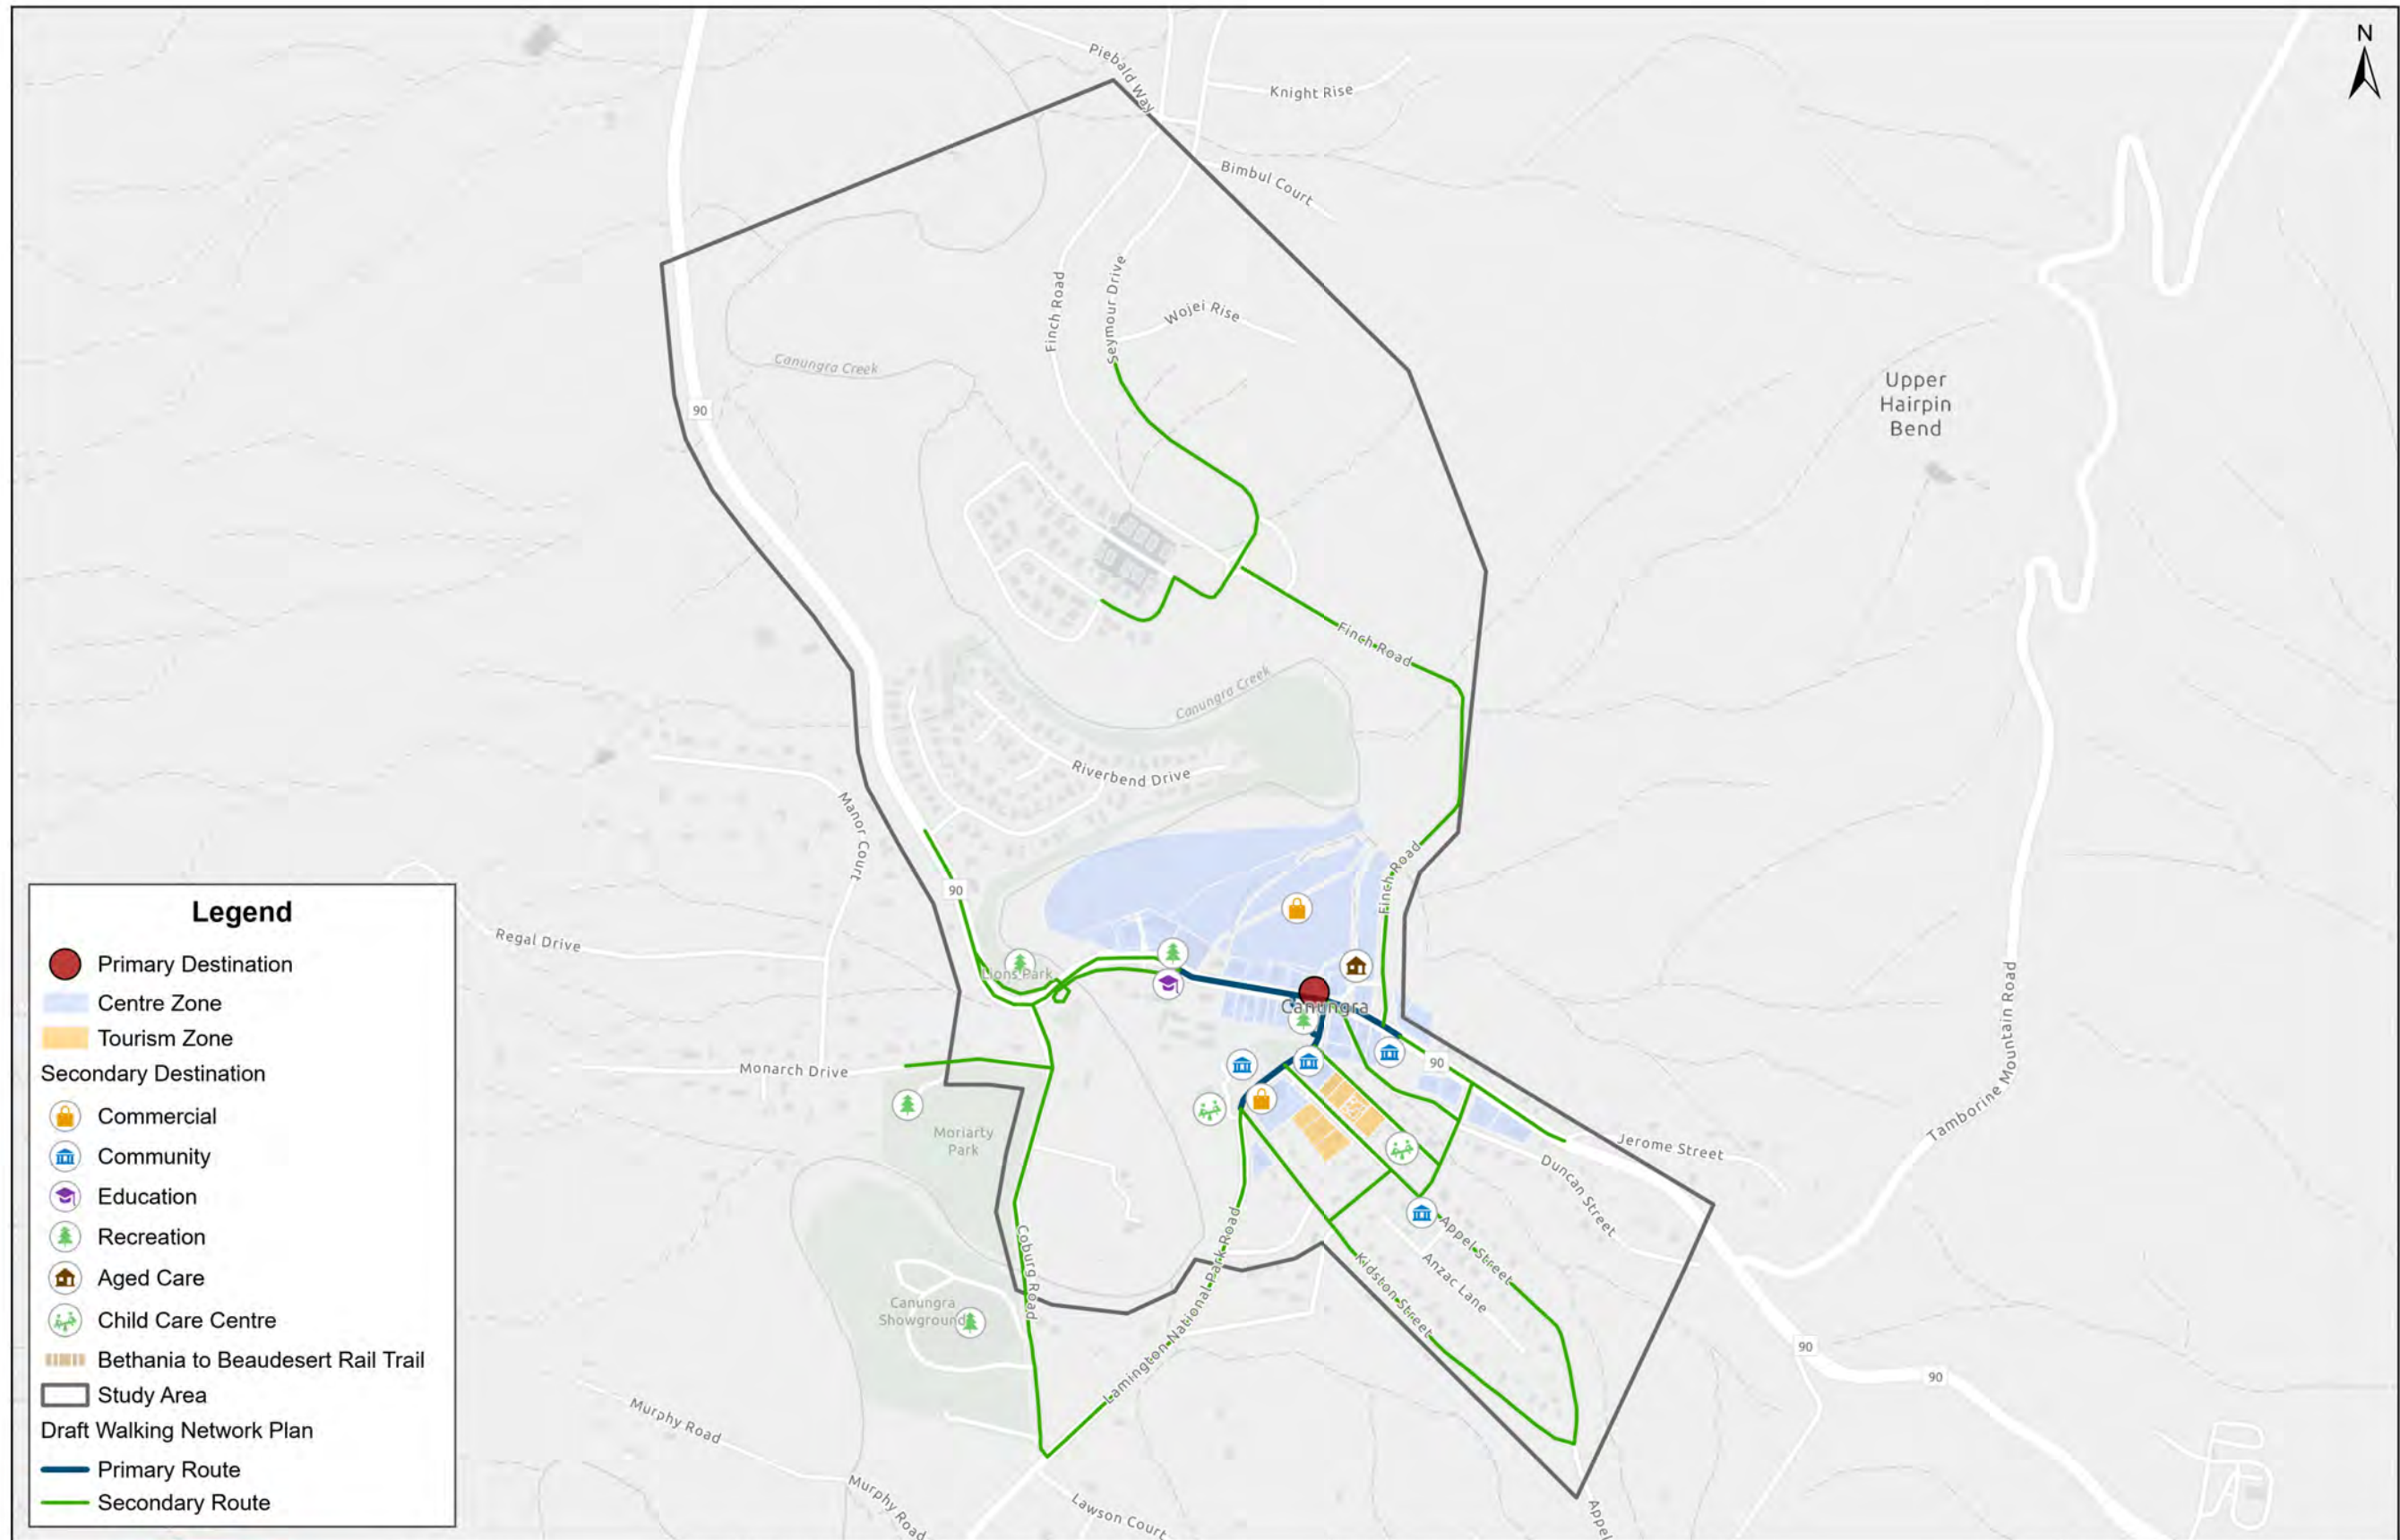 N
Piebald Way
Knight Rise
Bimbul Court
Finch Road
Seymour Drive
Wojei Rise
Canungra Creek
90
Upper
Hairpin
Bend
Finch Road
Canungra Creek
Riverbend Drive
Manor Court
Finch Road
90
Regal Drive
Lions Park
Canungra
Monarch Drive
90
Moriarty
Park
Jerome Street
Duncan Street
Tamborine Mountain Road
Coburg Road
Lamington National Park Road
Appel Street
Anzac Lane
Kidston Street
Canungra
Showground
90
90
Murphy Road
Murphy Road
Lawson Court
Appel
Legend
Primary Destination
Centre Zone
Tourism Zone
Secondary Destination
Commercial
Community
Education
Recreation
Aged Care
Child Care Centre
Bethania to Beaudesert Rail Trail
Study Area
Draft Walking Network Plan
Primary Route
Secondary Route